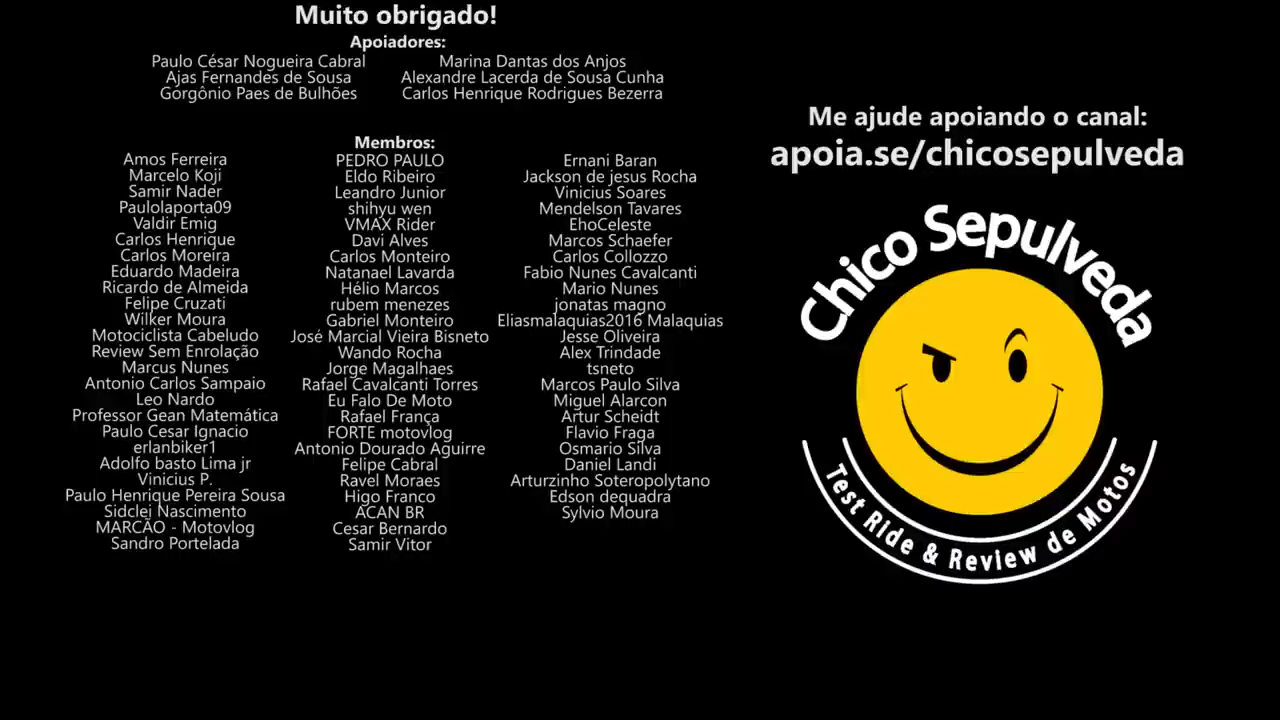 Muito obrigado!
Apoiadores:
Paulo César Nogueira Cabral
Ajas Fernandes de Sousa
Gorgônio Paes de Bulhões
Marina Dantas dos Anjos
Alexandre Lacerda de Sousa Cunha
Carlos Henrique Rodrigues Bezerra
Membros:
Amos Ferreira
Marcelo Koji
Samir Nader
Paulolaporta09
Valdir Emig
Carlos Henrique
Carlos Moreira
Eduardo Madeira
Ricardo de Almeida
Felipe Cruzati
Wilker Moura
Motociclista Cabeludo
Review Sem Enrolação
Marcus Nunes
Antonio Carlos Sampaio
Leo Nardo
Professor Gean Matemática
Paulo Cesar Ignacio
erlanbiker1
Adolfo basto Lima jr
Vinicius P.
Paulo Henrique Pereira Sousa
Sidclei Nascimento
MARCÃO - Motovlog
Sandro Portelada
PEDRO PAULO
Eldo Ribeiro
Leandro Junior
shihyu wen
VMAX Rider
Davi Alves
Carlos Monteiro
Natanael Lavarda
Hélio Marcos
rubem menezes
Gabriel Monteiro
José Marcial Vieira Bisneto
Wando Rocha
Jorge Magalhaes
Rafael Cavalcanti Torres
Eu Falo De Moto
Rafael França
FORTE motovlog
Antonio Dourado Aguirre
Felipe Cabral
Ravel Moraes
Higo Franco
ACAN BR
Cesar Bernardo
Samir Vitor
Ernani Baran
Jackson de jesus Rocha
Vinicius Soares
Mendelson Tavares
EhoCeleste
Marcos Schaefer
Carlos Collozzo
Fabio Nunes Cavalcanti
Mario Nunes
jonatas magno
Eliasmalaquias2016 Malaquias
Jesse Oliveira
Alex Trindade
tsneto
Marcos Paulo Silva
Miguel Alarcon
Artur Scheidt
Flavio Fraga
Osmario Silva
Daniel Landi
Arturzinho Soteropolytano
Edson dequadra
Sylvio Moura
Me ajude apoiando o canal:
apoia.se/chicosepulveda
Chico Sepulveda
Test Ride & Review de Motos